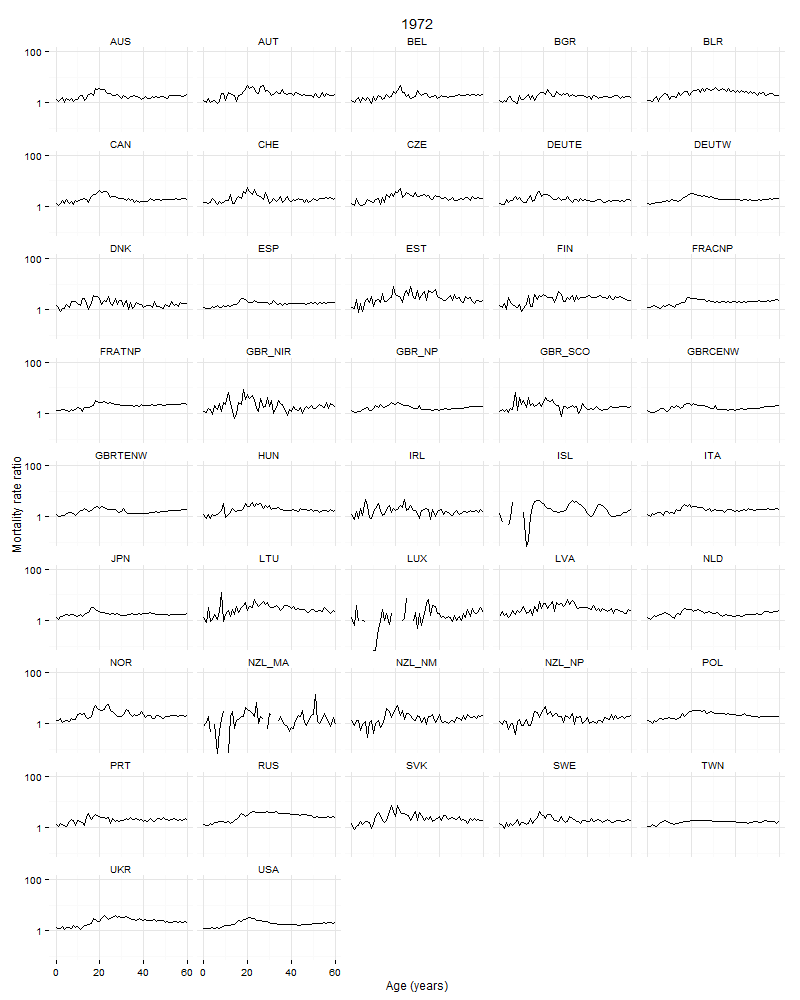 1972
AUS AUT BEL BGR BLR
100
1
CAN CHE CZE DEUTE DEUTW
100
1
DNK ESP EST FIN FRACNP
100
1
FRATNP GBR_NIR GBR_NP GBR_SCO GBRCENW
100
1
GBRTENW HUN IRL ISL ITA
100
1
JPN LTU LUX LVA NLD
100
1
NOR NZL_MA NZL_NM NZL_NP POL
100
1
PRT RUS SVK SWE TWN
100
1
UKR USA
100
1
0 20 40 60 0 20 40 60
Mortality rate ratio
Age (years)